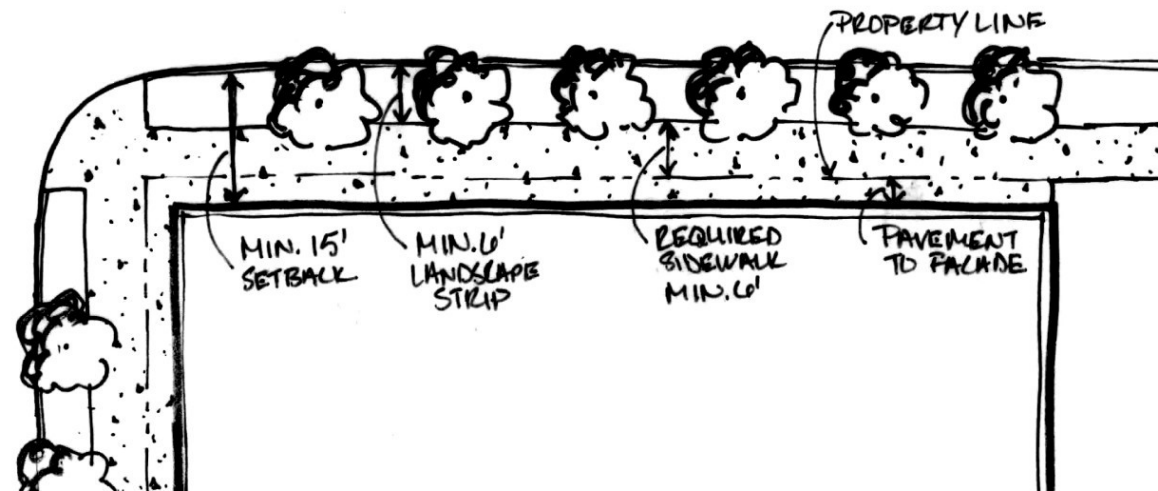 PROPERTY LINE
MIN. 15'
SETBACK
MIN. 6'
LANDSCAPE
STRIP
REQUIRED
SIDEWALK
MIN. 6'
PAVEMENT
TO FACADE